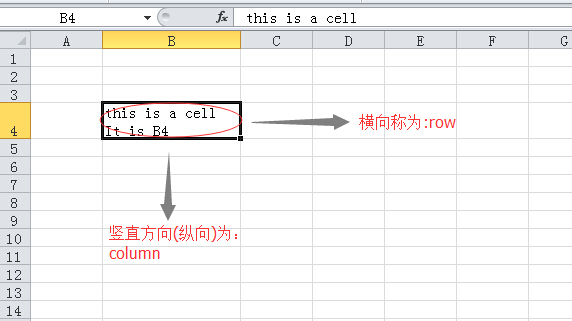 B4 fx this is a cell
A B C D E F G
1
2
3
4 this is a cell
It is B4
横向称为:row
5
6
7
8
9
竖直方向(纵向)为：
10
column
11
12
13
14